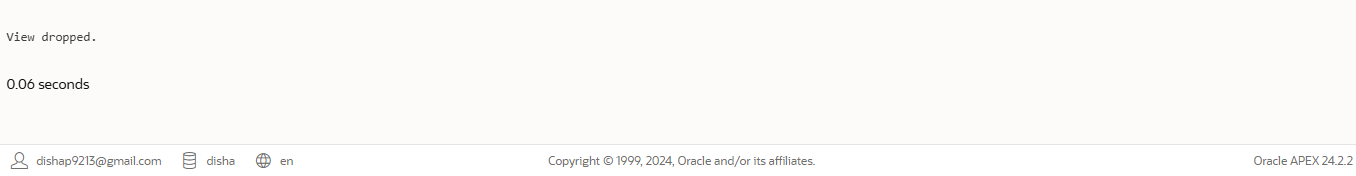 View dropped.
0.06 seconds
dishap9213@gmail.com disha en Copyright © 1999, 2024, Oracle and/or its affiliates. Oracle APEX 24.2.2